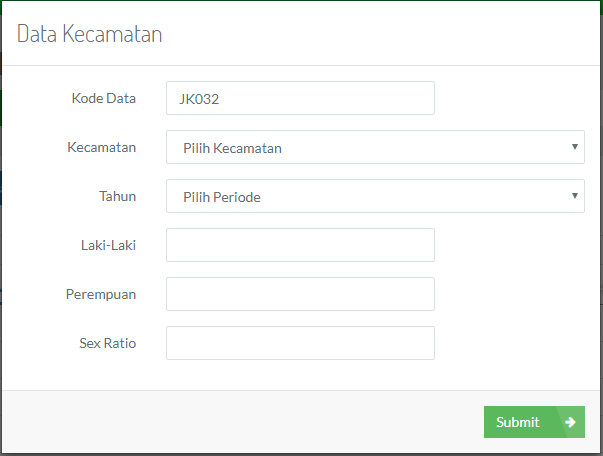 Data Kecamatan
Kode Data JK032
Kecamatan Pilih Kecamatan
Tahun Pilih Periode
Laki-Laki
Perempuan
Sex Ratio
Submit